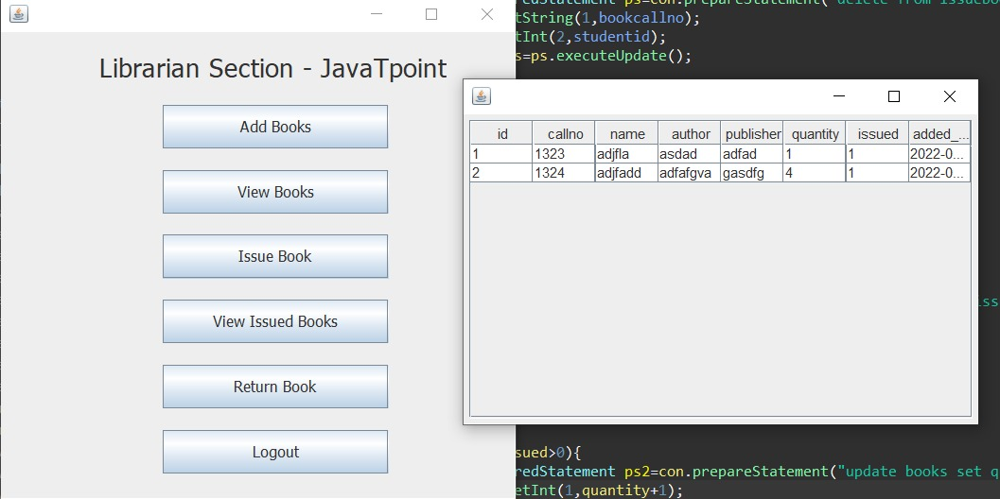 Librarian Section - JavaTpoint
Add Books
View Books
Issue Book
View Issued Books
Return Book
Logout
redStatement ps=con.prepareStatement("delete from issuebo
tString(1,bookcallno);
tInt(2,studentid);
s=ps.executeUpdate();
id callno name author publisher quantity issued added_...
1 1323 adjfla asdad adfad 1 1 2022-0...
2 1324 adjfadd adfafgva gasdfg 4 1 2022-0...
iss
sued>0){
redStatement ps2=con.prepareStatement("update books set q
etInt(1,quantity+1);